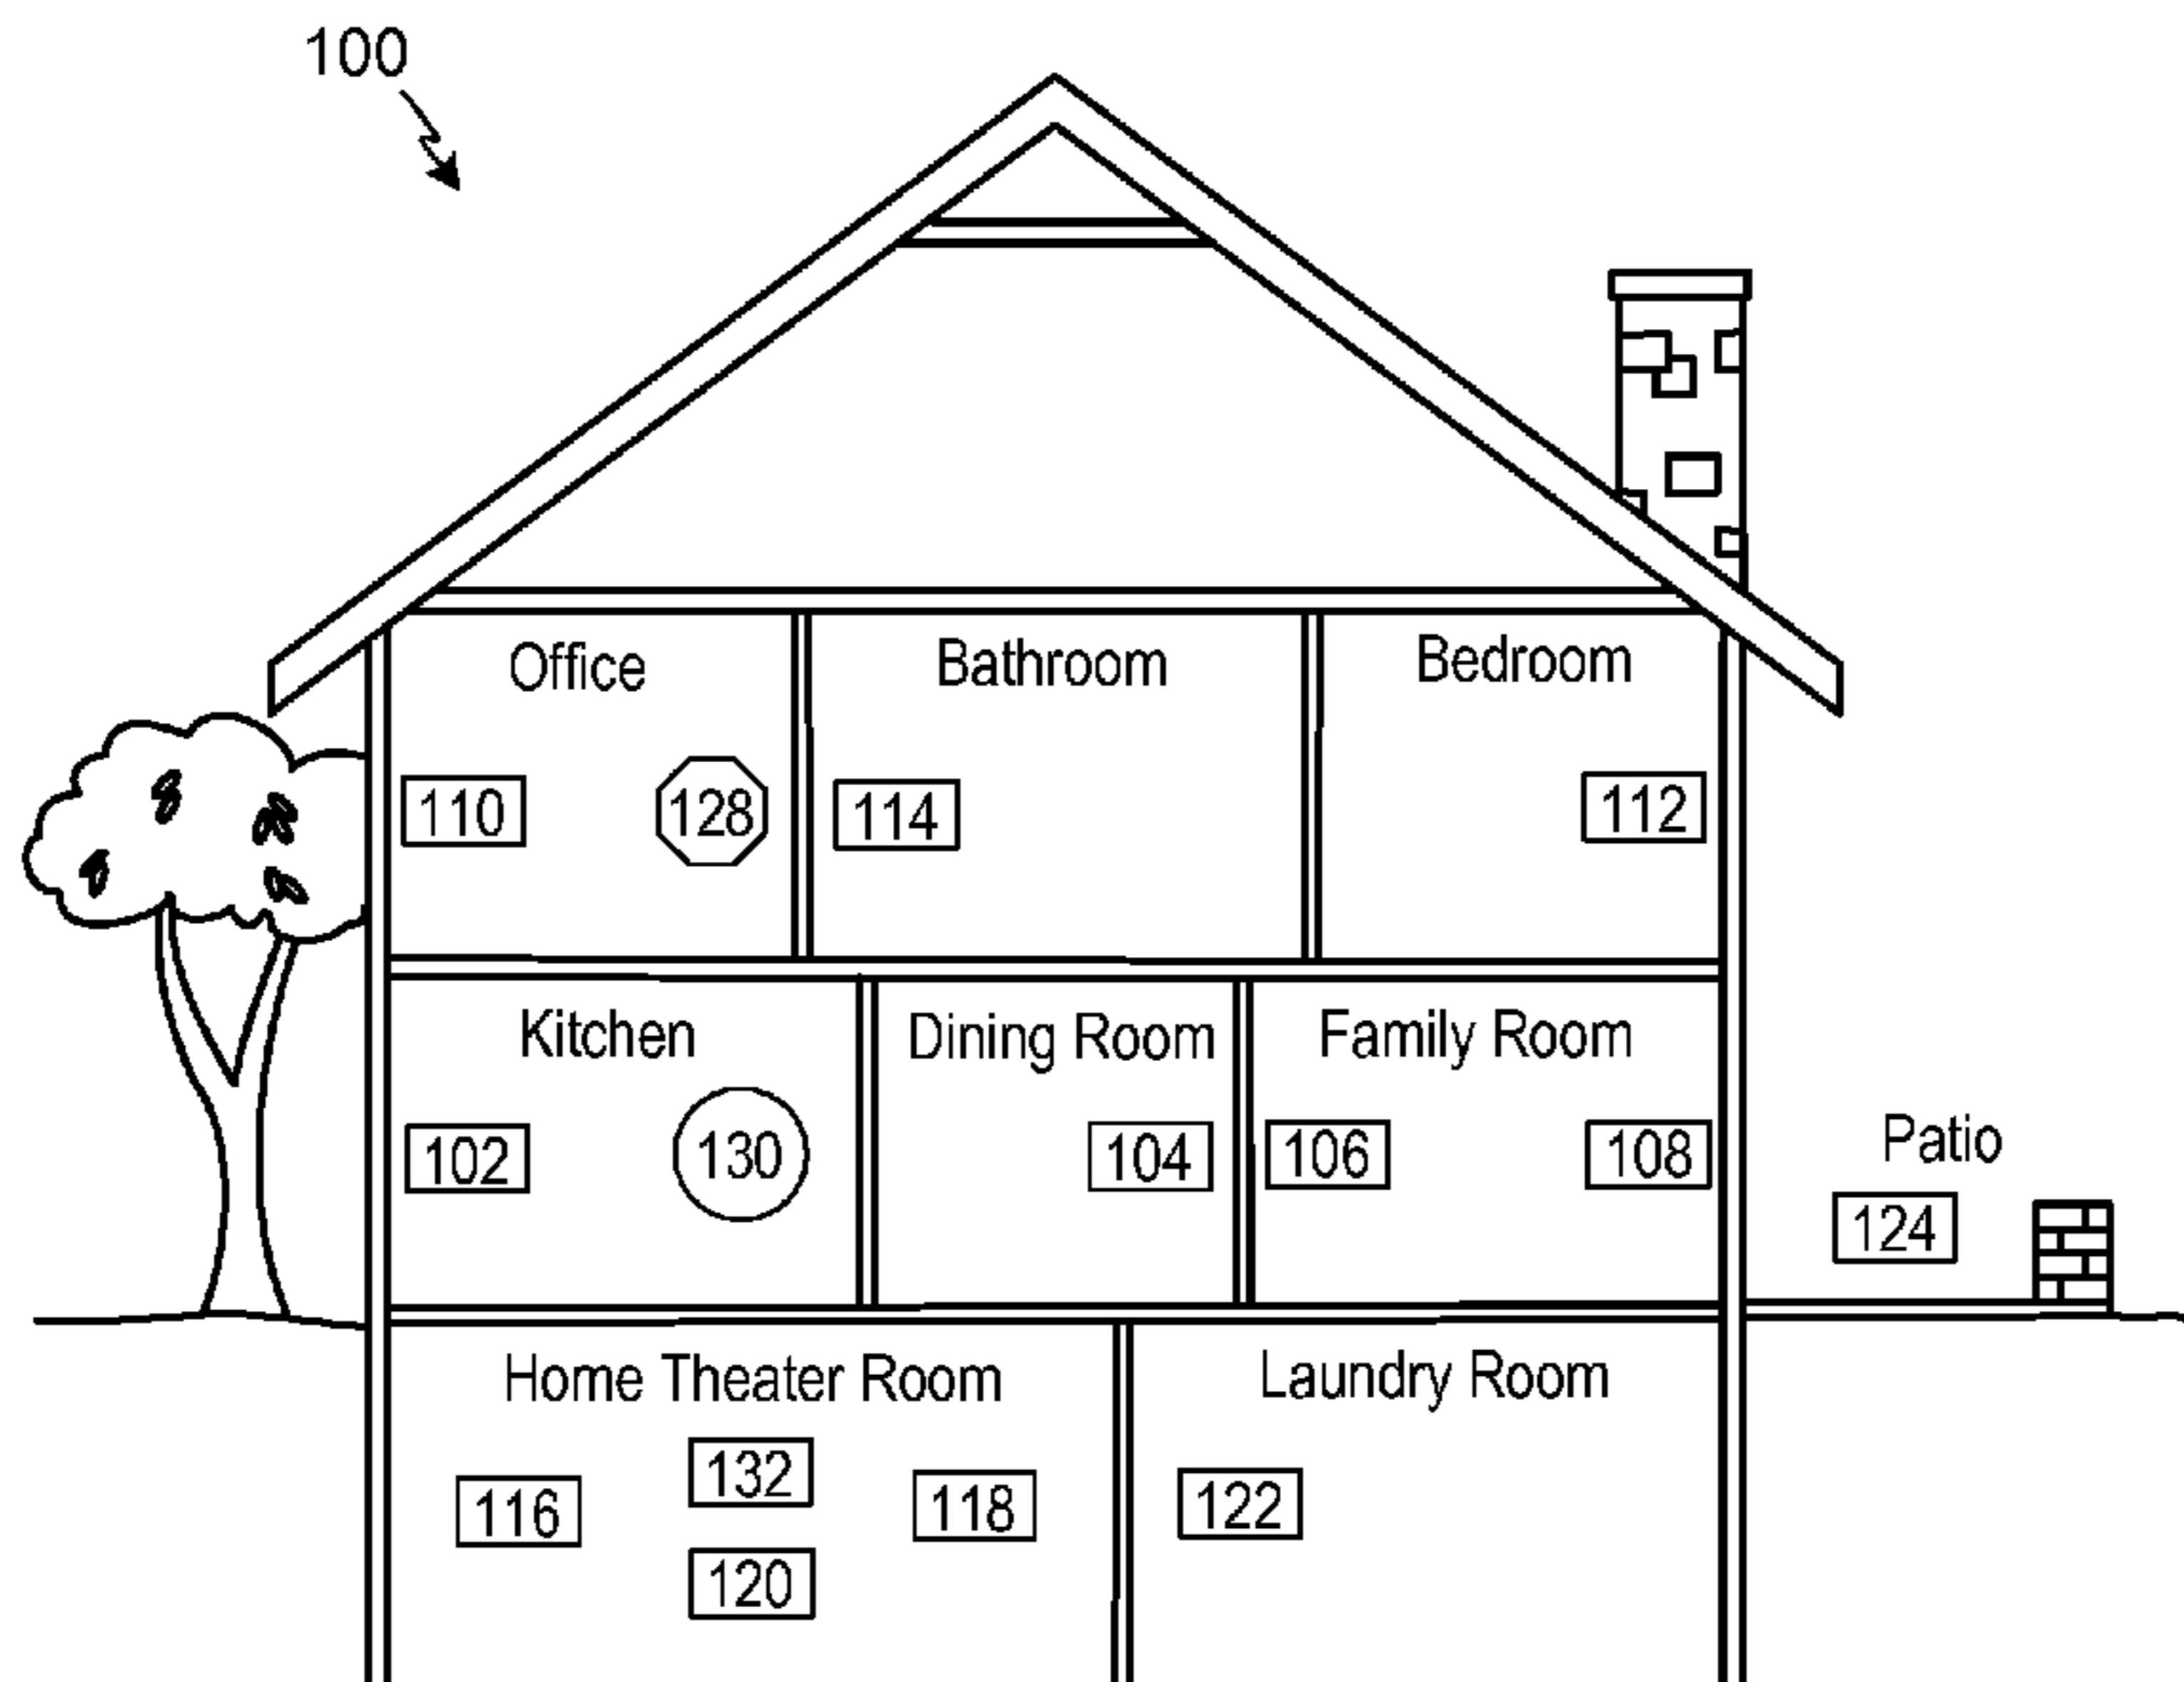 100
Office
Bathroom
Bedroom
110
128
114
112
Kitchen
Dining Room
Family Room
102
130
104
106
108
Patio
124
Home Theater Room
Laundry Room
116
132
118
120
122